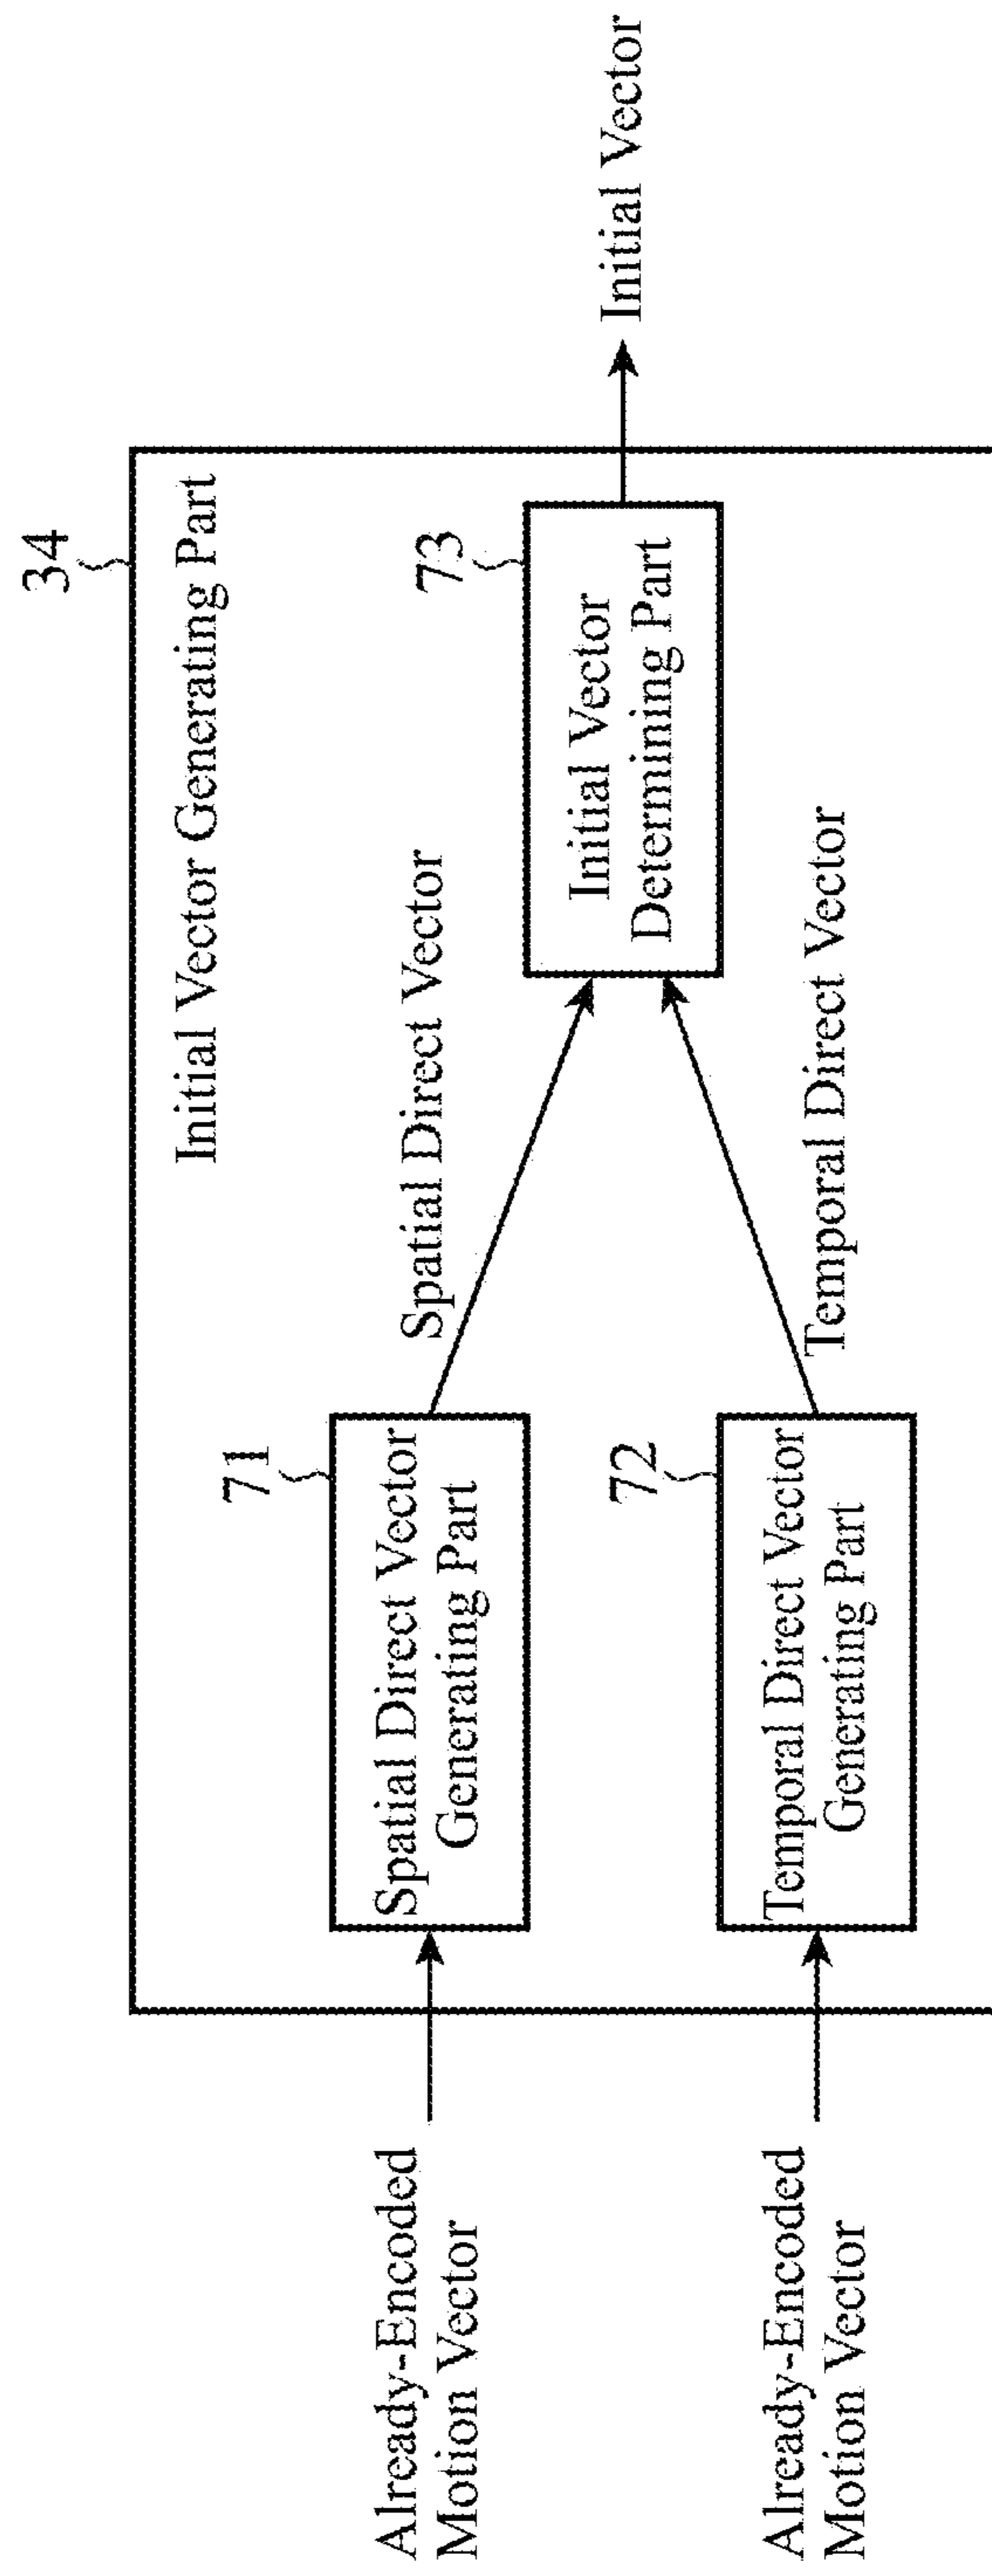 34
Initial Vector Generating Part
71
Spatial Direct Vector
Generating Part
Already-Encoded
Motion Vector
Spatial Direct Vector
73
Initial Vector
Determining Part
Initial Vector
72
Temporal Direct Vector
Generating Part
Already-Encoded
Motion Vector
Temporal Direct Vector